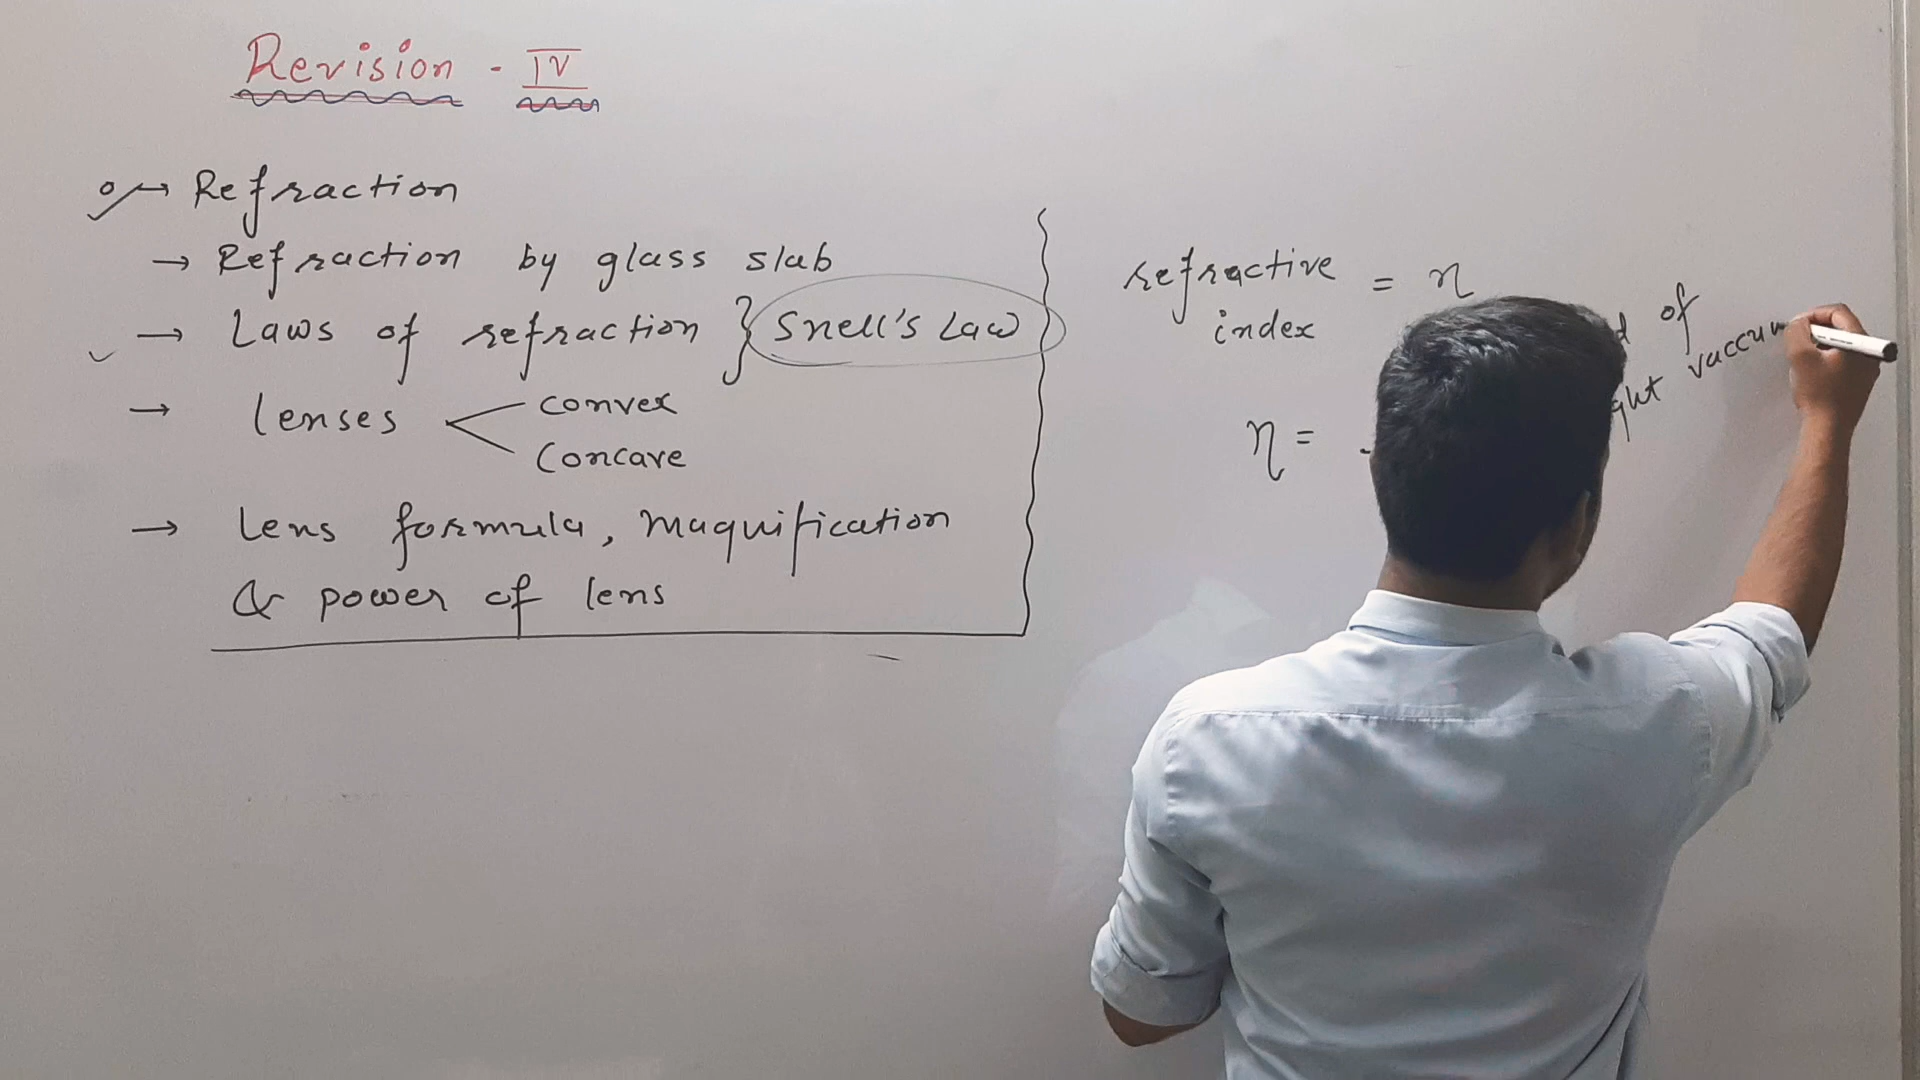 Revision - IV
→ Refraction
→ Refraction by glass slab
→ Laws of refraction } Snell's Law
→ lenses
convex
concave
→ lens formula, magnification
& power of lens
refractive = η
index
of
vaccum
η =